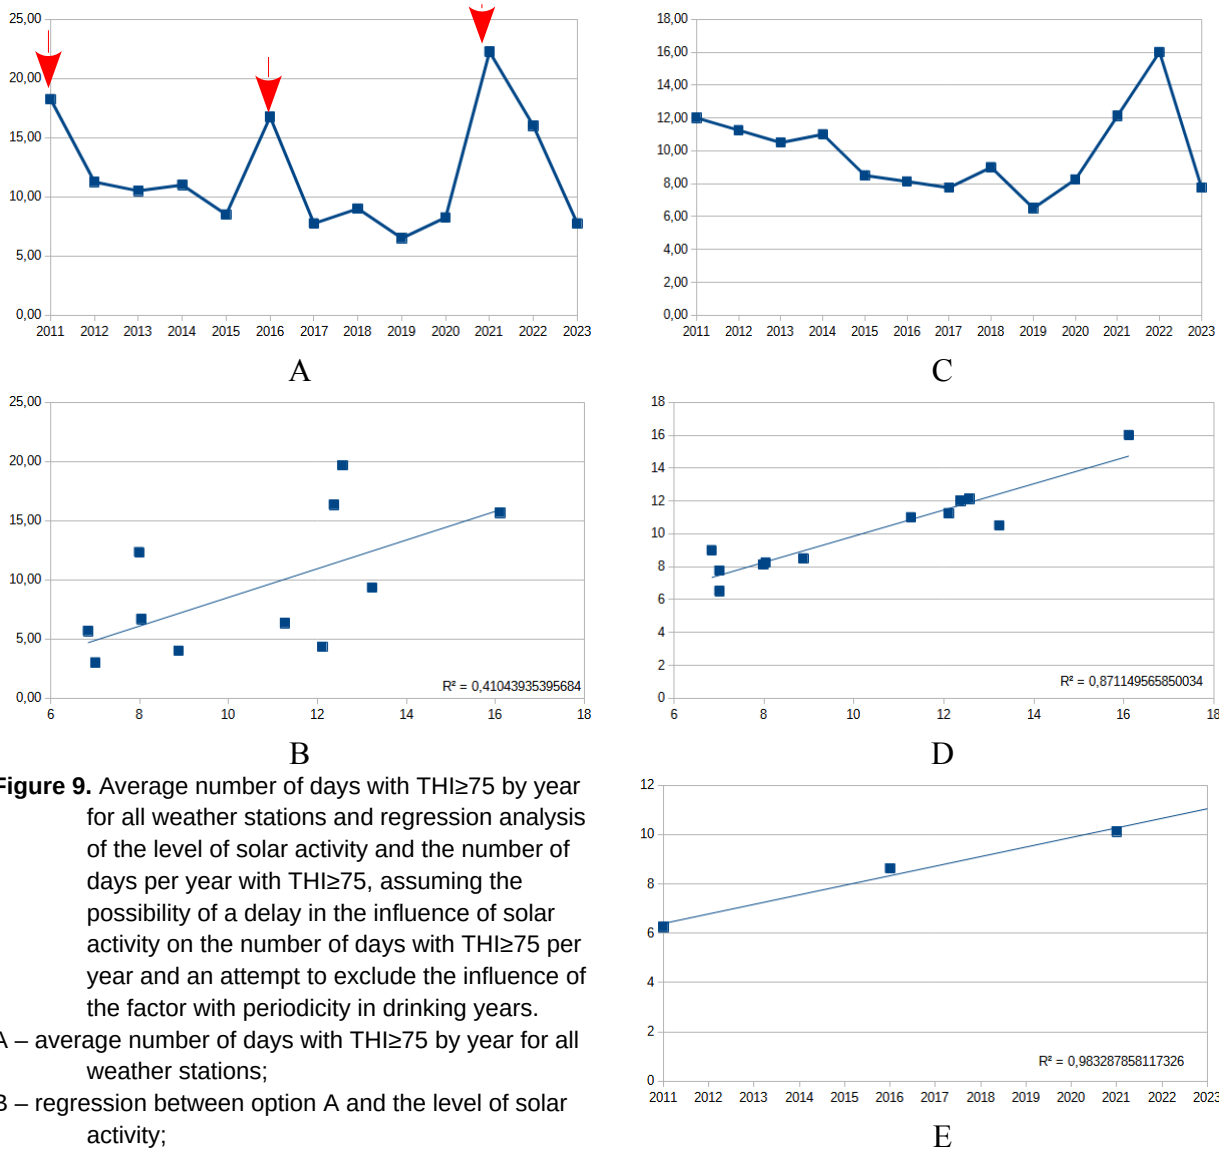 25,00
20,00
15,00
10,00
5,00
0,00
2011 2012 2013 2014 2015 2016 2017 2018 2019 2020 2021 2022 2023
A
18,00
16,00
14,00
12,00
10,00
8,00
6,00
4,00
2,00
0,00
2011 2012 2013 2014 2015 2016 2017 2018 2019 2020 2021 2022 2023
C
25,00
20,00
15,00
10,00
5,00
0,00
R² = 0,41043935395684
6 8 10 12 14 16 18
B
18
16
14
12
10
8
6
4
2
0
R² = 0,871149565850034
6 8 10 12 14 16 18
D
Figure 9. Average number of days with THI≥75 by year
for all weather stations and regression analysis
of the level of solar activity and the number of
days per year with THI≥75, assuming the
possibility of a delay in the influence of solar
activity on the number of days with THI≥75 per
year and an attempt to exclude the influence of
the factor with periodicity in drinking years.
A – average number of days with THI≥75 by year for all
weather stations;
B – regression between option A and the level of solar
activity;
12
10
8
6
4
2
0
R² = 0,983287858117326
2011 2012 2013 2014 2015 2016 2017 2018 2019 2020 2021 2022 2023
E